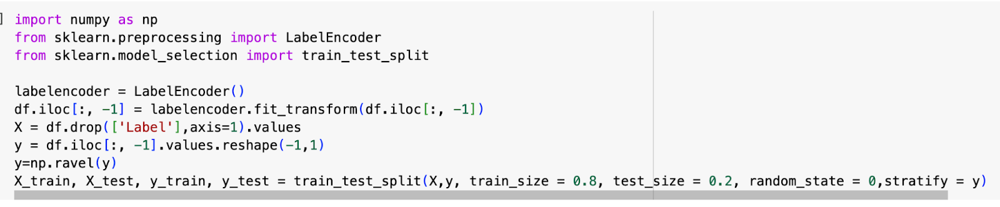 import numpy as np
from sklearn.preprocessing import LabelEncoder
from sklearn.model_selection import train_test_split
labelencoder = LabelEncoder()
df.iloc[:, -1] = labelencoder.fit_transform(df.iloc[:, -1])
X = df.drop(['Label'],axis=1).values
y = df.iloc[:, -1].values.reshape(-1,1)
y=np.ravel(y)
X_train, X_test, y_train, y_test = train_test_split(X,y, train_size = 0.8, test_size = 0.2, random_state = 0,stratify = y)